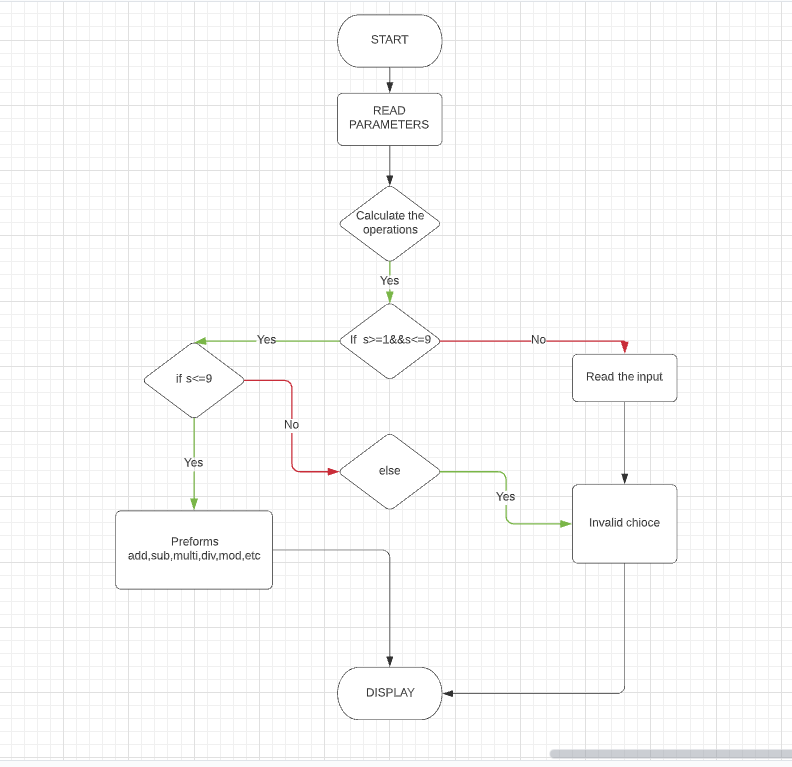 START
READ
PARAMETERS
Calculate the
operations
Yes
If s>=1&&s<=9
Yes
No
if s<=9
Read the input
No
Yes
else
Yes
Invalid chioce
Preforms
add,sub,multi,div,mod,etc
DISPLAY